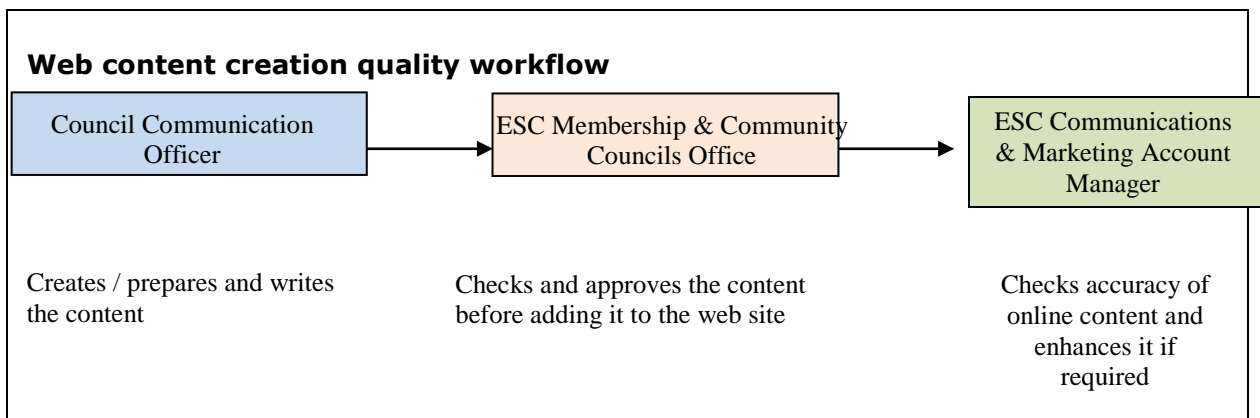 Web content creation quality workflow
Council Communication
Officer
ESC Membership & Community
Councils Office
ESC Communications
& Marketing Account
Manager
Creates / prepares and writes
the content
Checks and approves the content
before adding it to the web site
Checks accuracy of
online content and
enhances it if
required